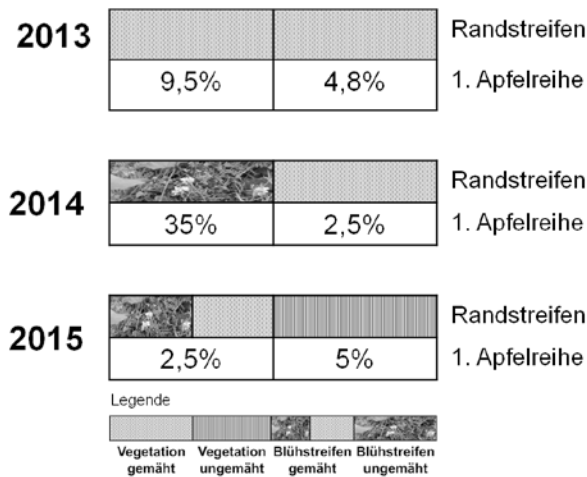 2013
Randstreifen
9,5% 4,8% 1. Apfelreihe
2014
Randstreifen
35% 2,5% 1. Apfelreihe
2015
Randstreifen
2,5% 5% 1. Apfelreihe
Legende
Vegetation Vegetation Blühstreifen Blühstreifen
gemäht ungemäht gemäht ungemäht